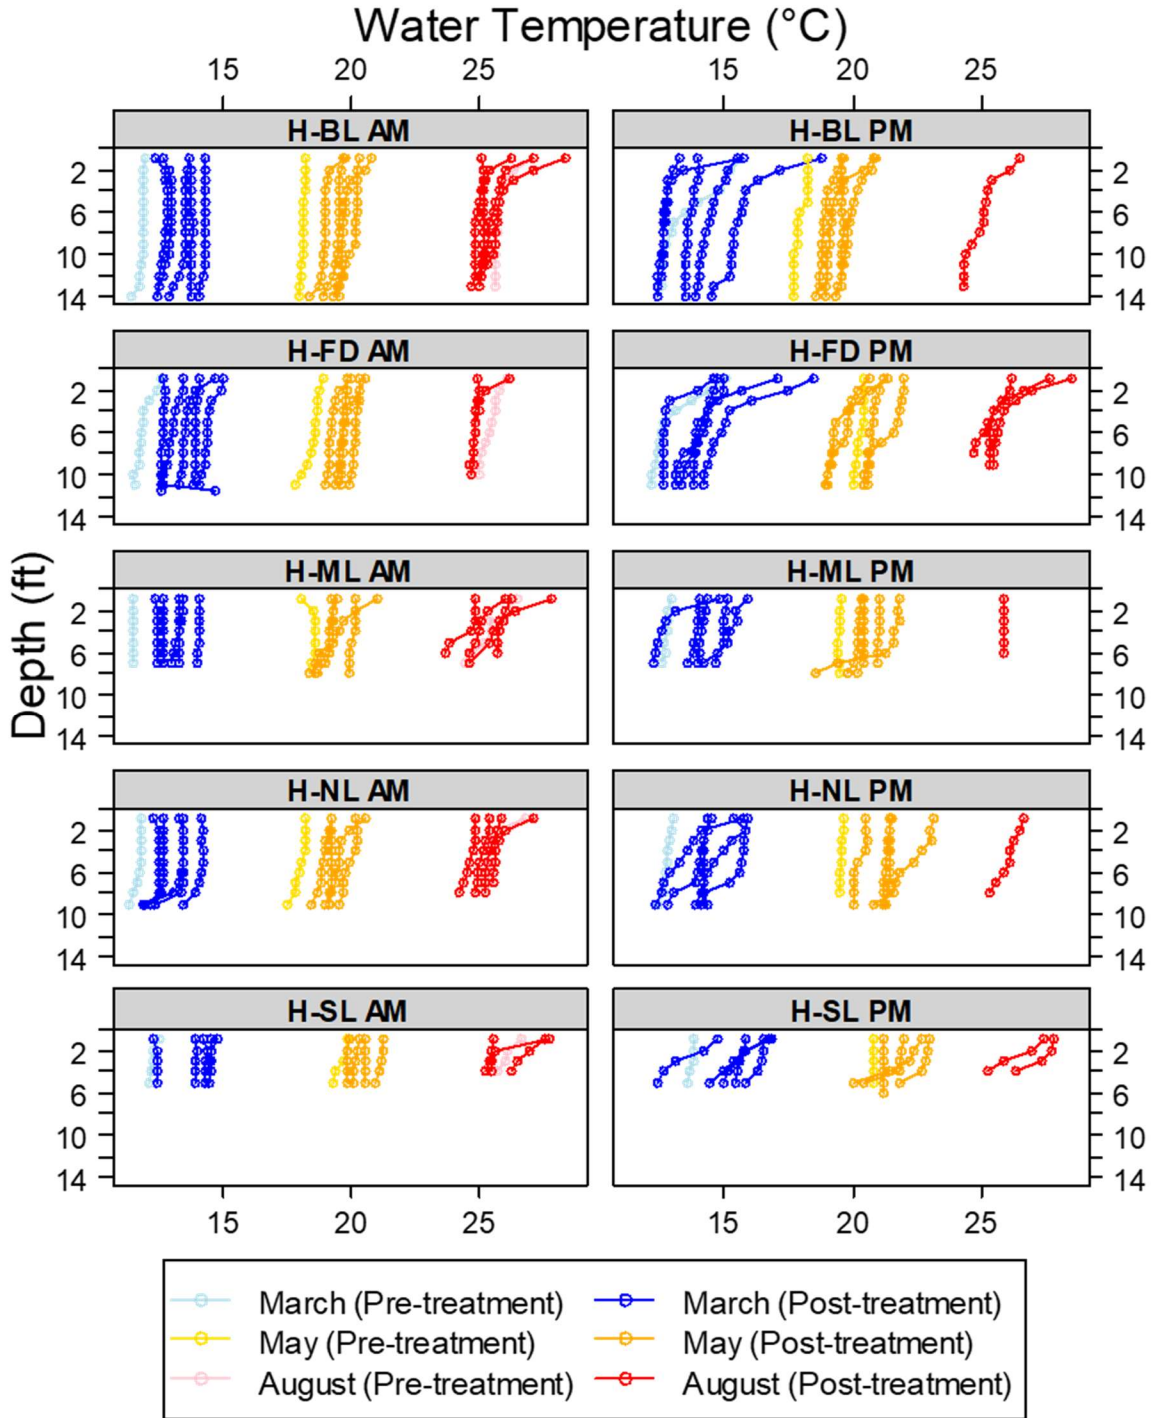 Water Temperature (°C)
15 20 25 15 20 25
H-BL AM H-BL PM
2 2
6 6
10 10
14 14
H-FD AM H-FD PM
2 2
6 6
10 10
14 14
Depth (ft)
H-ML AM H-ML PM
2 2
6 6
10 10
14 14
H-NL AM H-NL PM
2 2
6 6
10 10
14 14
H-SL AM H-SL PM
2 2
6 6
10 10
14 14
15 20 25 15 20 25
March (Pre-treatment) March (Post-treatment)
May (Pre-treatment) May (Post-treatment)
August (Pre-treatment) August (Post-treatment)